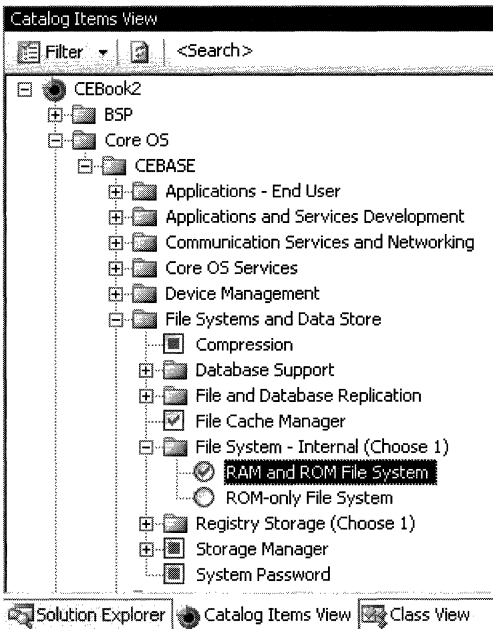 Catalog Items View
Filter <Search>
CEBook2
BSP
Core OS
CEBASE
Applications - End User
Applications and Services Development
Communication Services and Networking
Core OS Services
Device Management
File Systems and Data Store
Compression
Database Support
File and Database Replication
File Cache Manager
File System - Internal (Choose 1)
RAM and ROM File System
ROM-only File System
Registry Storage (Choose 1)
Storage Manager
System Password
Solution Explorer Catalog Items View Class View